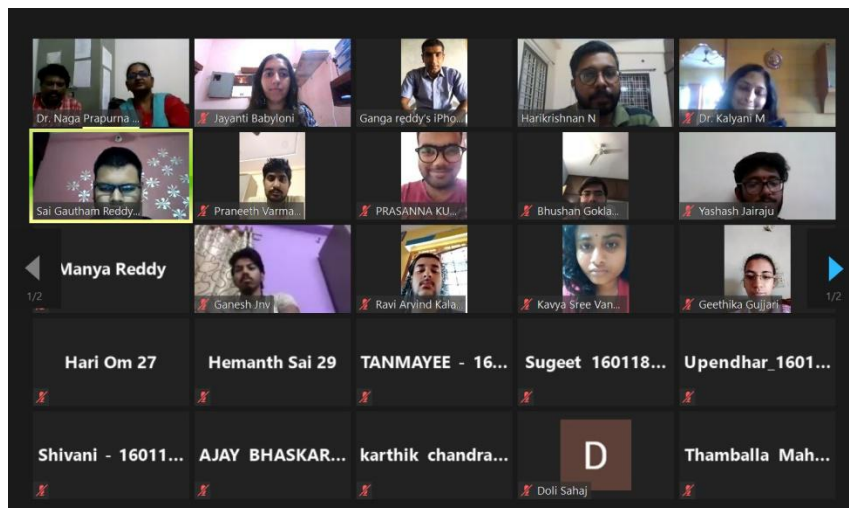 Dr. Naga Prapurna ...
Jayanti Babyloni
Ganga reddy's iPho...
Harikrishnan N
Dr. Kalyani M
Sai Gautham Reddy...
Praneeth Varma...
PRASANNA KU...
Bhushan Gokla...
Yashash Jairaju
Manya Reddy
Ganesh Jnv
Ravi Arvind Kala...
Kavya Sree Van...
Geethika Gujjari
1/2
1/2
Hari Om 27
Hemanth Sai 29
TANMAYEE - 16...
Sugeet 160118...
Upendhar_1601...
Shivani - 16011...
AJAY BHASKAR...
karthik chandra...
D
Doli Sahaj
Thamballa Mah...